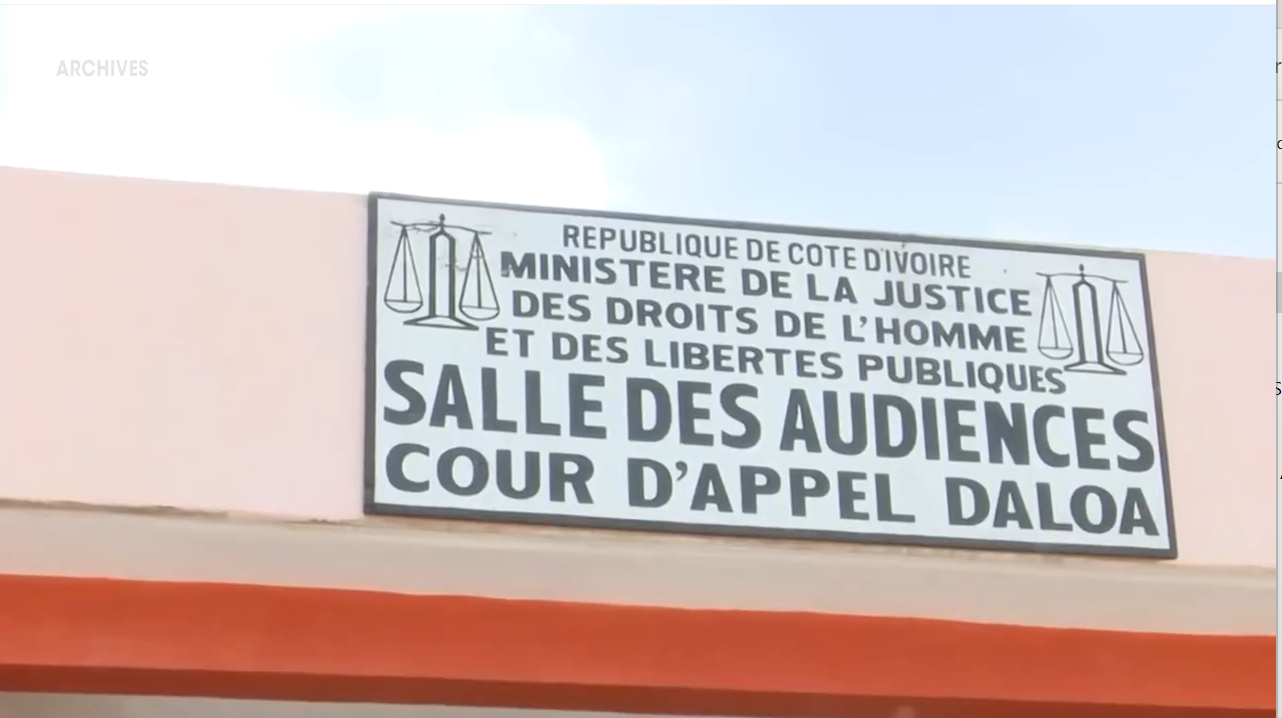 ARCHIVES
REPUBLIQUE DE COTE D'IVOIRE
MINISTERE DE LA JUSTICE
DES DROITS DE L'HOMME
ET DES LIBERTES PUBLIQUES
SALLE DES AUDIENCES
COUR D'APPEL DALOA